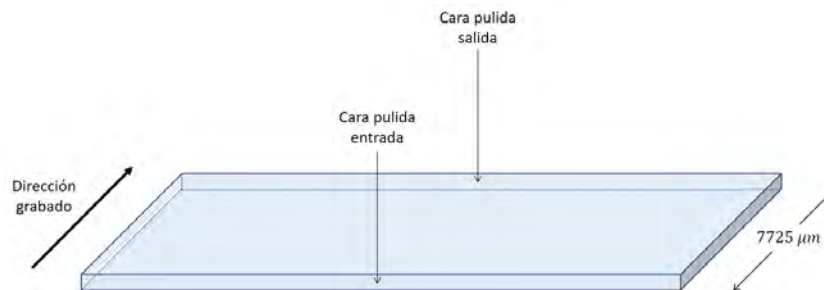 Cara pulida
salida
Cara pulida
entrada
Dirección
grabado
7725 μm